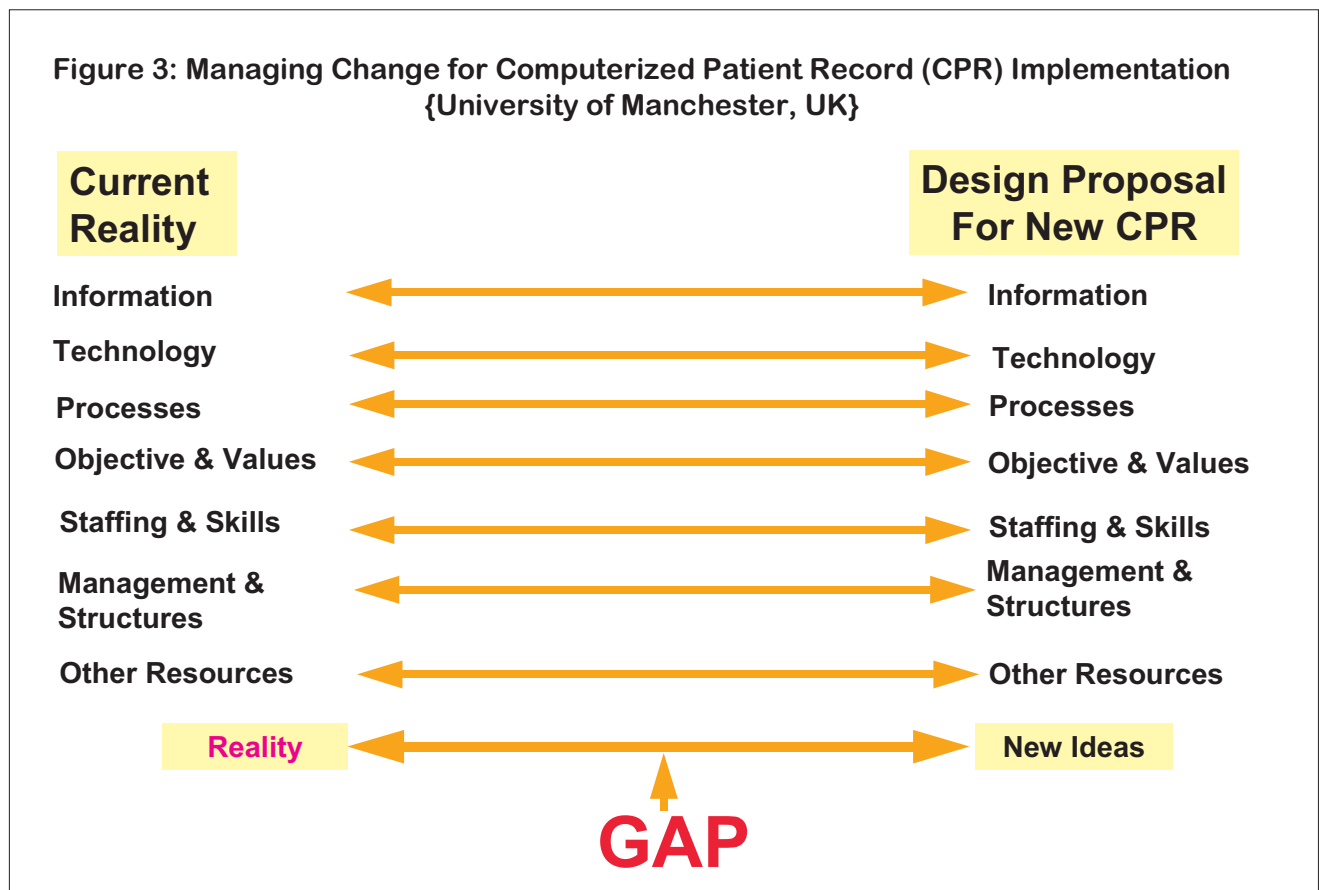 Figure 3: Managing Change for Computerized Patient Record (CPR) Implementation
{University of Manchester, UK}
Current
Reality
Design Proposal
For New CPR
Information
Information
Technology
Technology
Processes
Processes
Objective & Values
Objective & Values
Staffing & Skills
Staffing & Skills
Management &
Structures
Management &
Structures
Other Resources
Other Resources
Reality
New Ideas
GAP